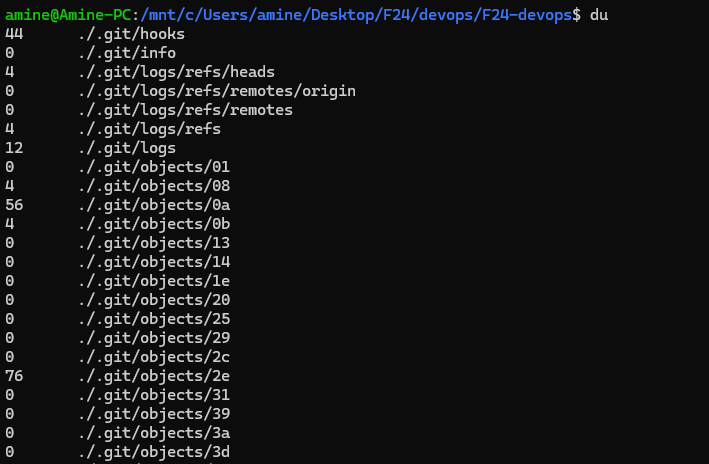 amine@Amine-PC:/mnt/c/Users/amine/Desktop/F24/devops/F24-devops$ du
44 ./.git/hooks
0 ./.git/info
4 ./.git/logs/refs/heads
0 ./.git/logs/refs/remotes/origin
0 ./.git/logs/refs/remotes
4 ./.git/logs/refs
12 ./.git/logs
0 ./.git/objects/01
4 ./.git/objects/08
56 ./.git/objects/0a
4 ./.git/objects/0b
0 ./.git/objects/13
0 ./.git/objects/14
0 ./.git/objects/1e
0 ./.git/objects/20
0 ./.git/objects/25
0 ./.git/objects/29
0 ./.git/objects/2c
76 ./.git/objects/2e
0 ./.git/objects/31
0 ./.git/objects/39
0 ./.git/objects/3a
0 ./.git/objects/3d